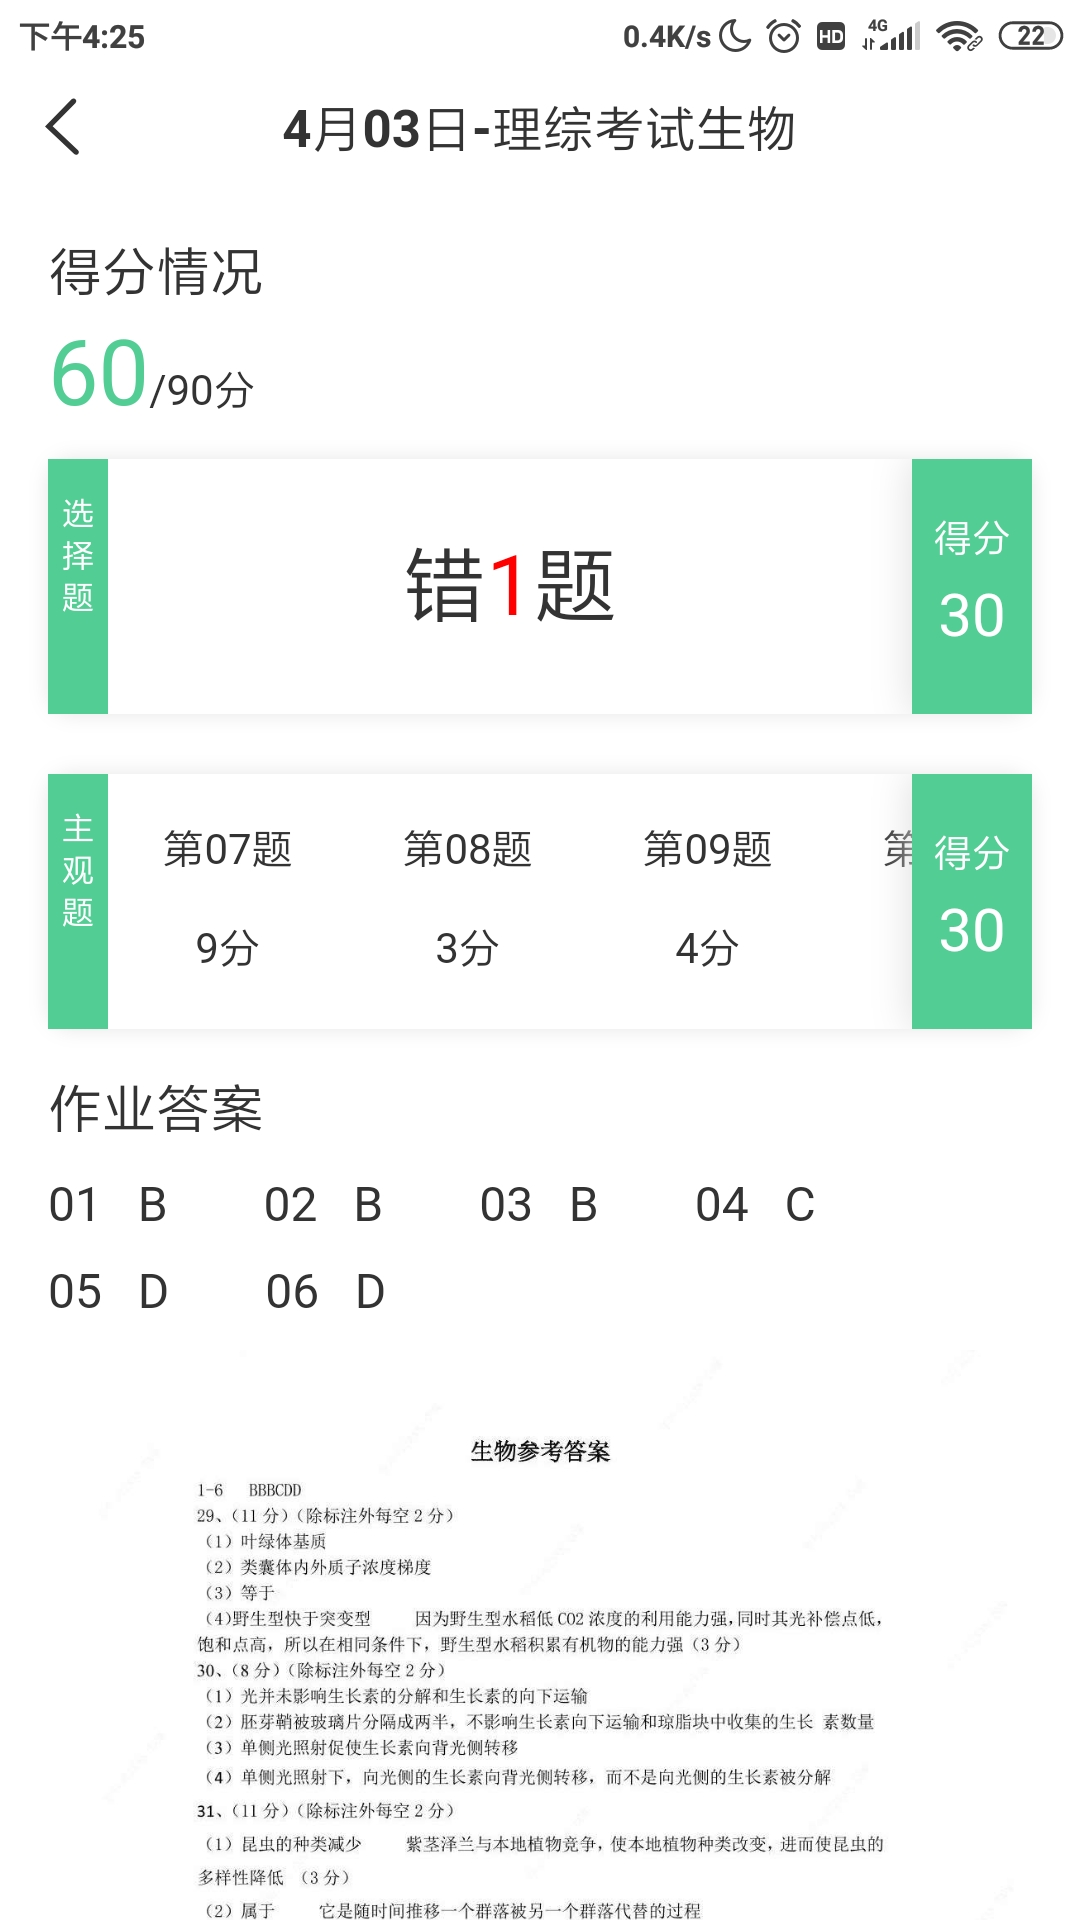 下午4:25 0.4K/s HD 4G 22
4月03日-理综考试生物
得分情况
60/90分
选择题 错1题 得分 30
主观题 第07题 第08题 第09题 第 得分
9分 3分 4分 30
作业答案
01 B 02 B 03 B 04 C
05 D 06 D
生物参考答案
1-6 BBBCDD
29、(11 分)(除标注外每空 2 分)
(1)叶绿体基质
(2)类囊体内外质子浓度梯度
(3)等于
(4)野生型快于突变型 因为野生型水稻低 CO2 浓度的利用能力强,同时其光补偿点低,
饱和点高,所以在相同条件下,野生型水稻积累有机物的能力强(3 分)
30、(8 分)(除标注外每空 2 分)
(1)光并未影响生长素的分解和生长素的向下运输
(2)胚芽鞘被玻璃片分隔成两半,不影响生长素向下运输和琼脂块中收集的生长 素数量
(3)单侧光照射促使生长素向背光侧转移
(4)单侧光照射下,向光侧的生长素向背光侧转移,而不是向光侧的生长素被分解
31、(11 分)(除标注外每空 2 分)
(1)昆虫的种类减少 紫茎泽兰与本地植物竞争,使本地植物种类改变,进而使昆虫的
多样性降低 (3 分)
(2)属于 它是随时间推移一个群落被另一个群落代替的过程